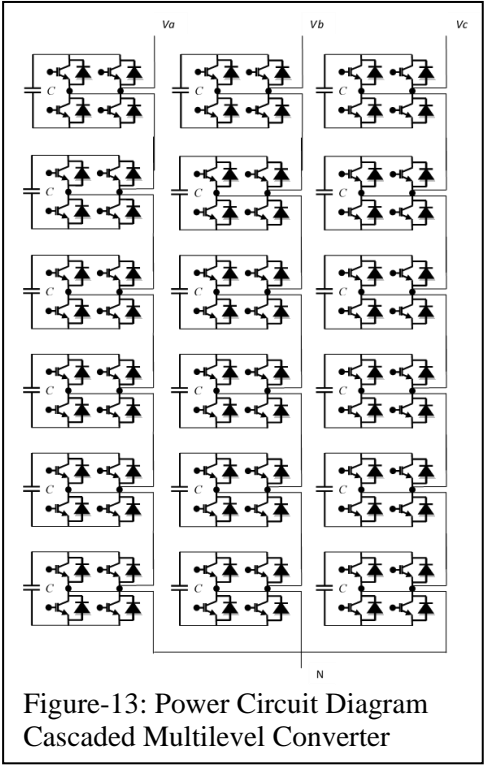 Va Vb Vc
C C C
C C C
C C C
C C C
C C C
C C C
N
Figure-13: Power Circuit Diagram
Cascaded Multilevel Converter